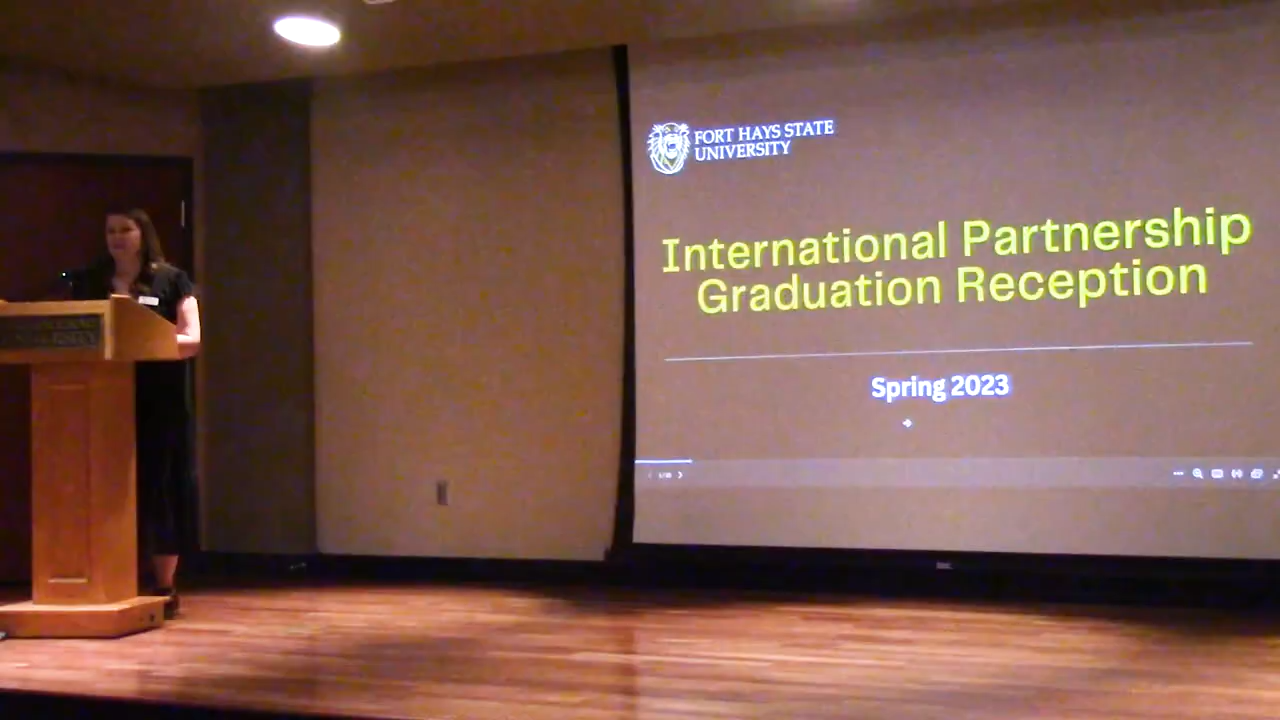 FORT HAYS STATE
UNIVERSITY
International Partnership
Graduation Reception
Spring 2023